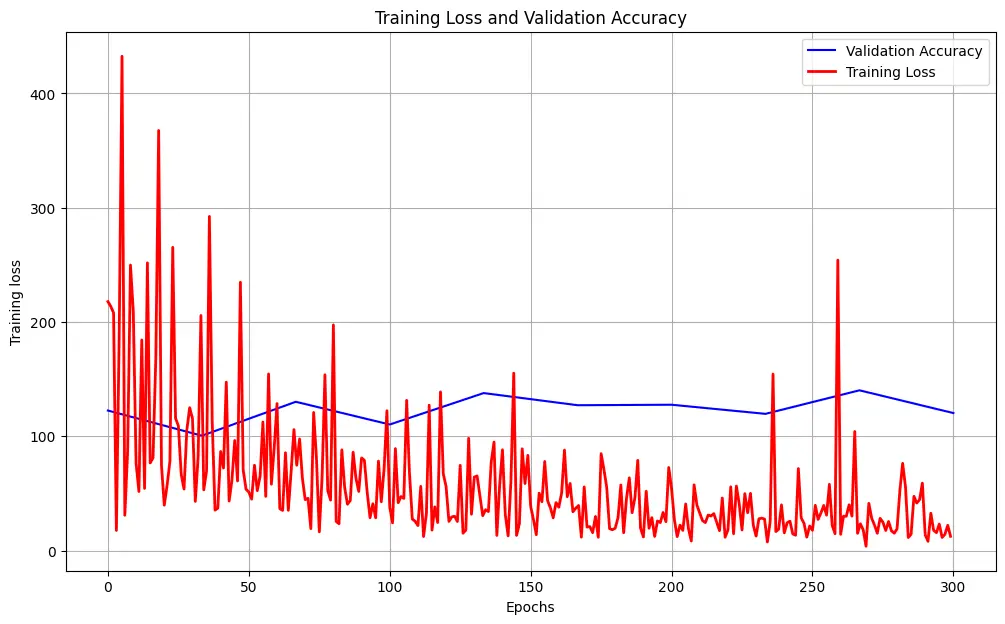 Training Loss and Validation Accuracy
Validation Accuracy
Training Loss
Training loss
400
300
200
100
0
0 50 100 150 200 250 300
Epochs